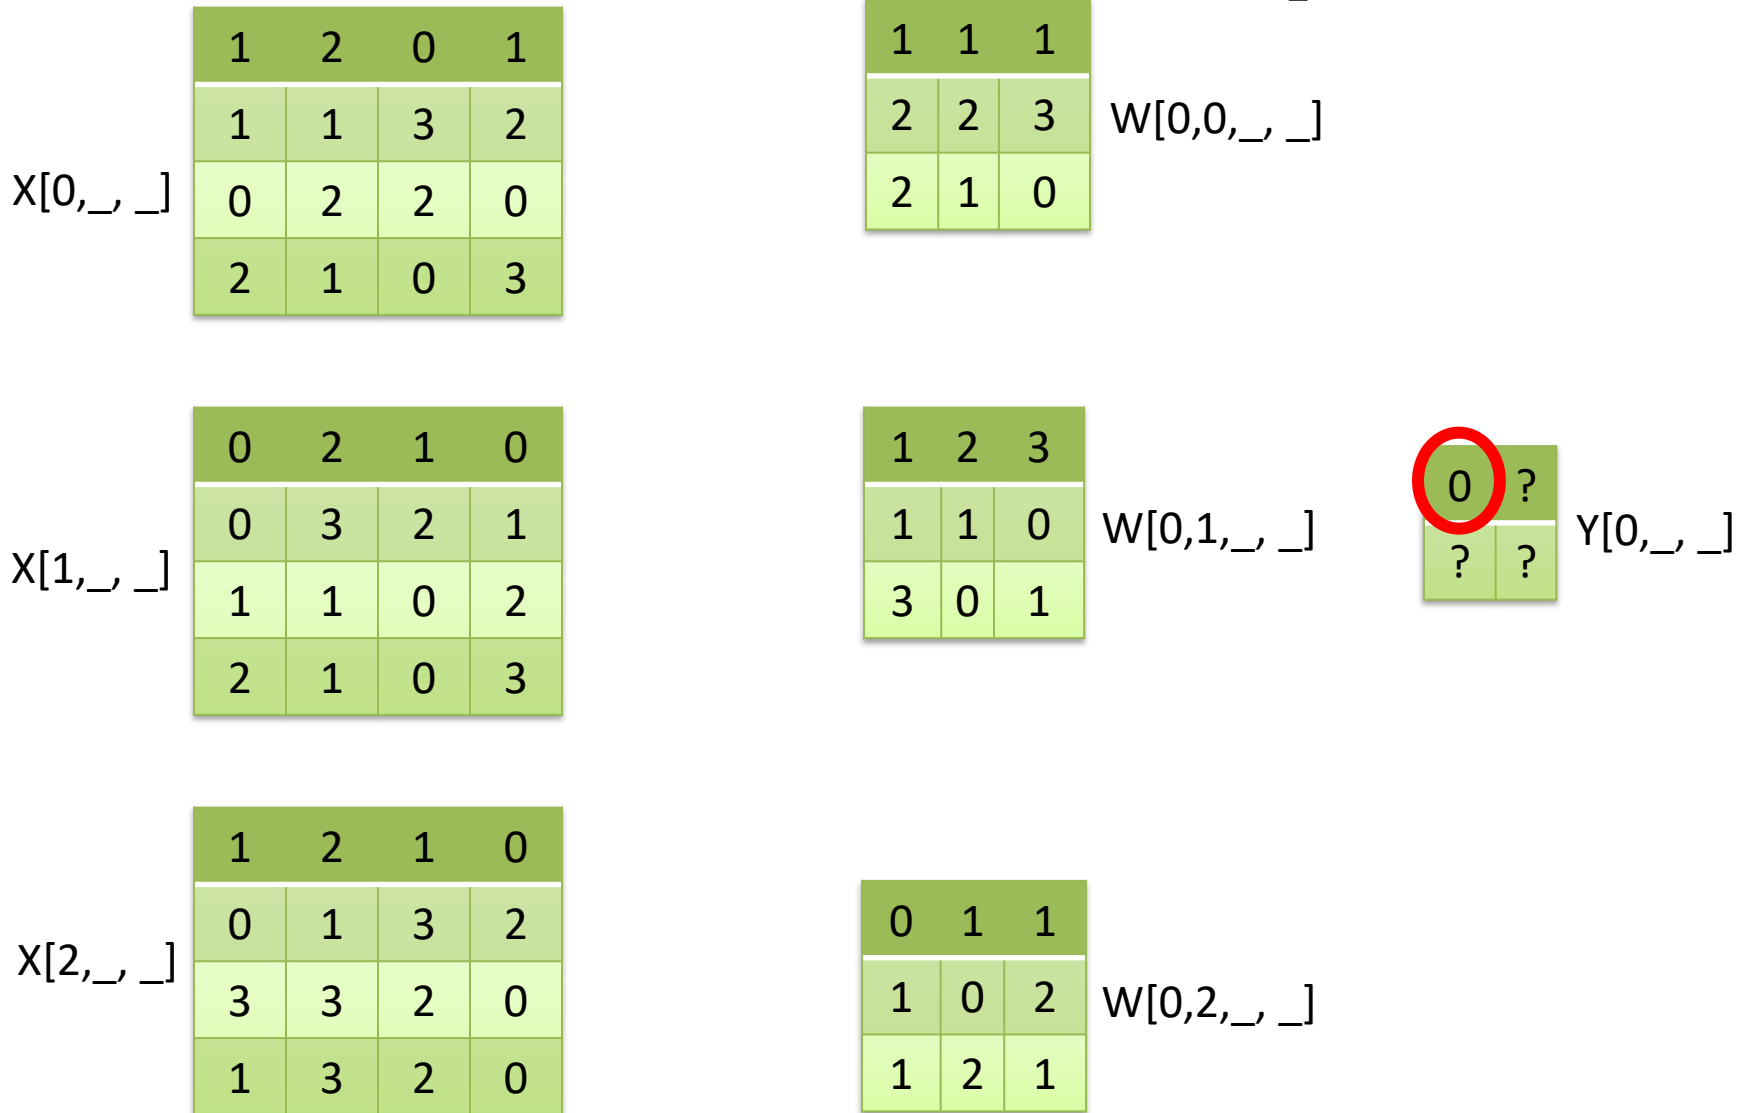 1 2 0 1
1 1 3 2
0 2 2 0
2 1 0 3
X[0,_, _]
1 1 1
2 2 3
2 1 0
W[0,0,_, _]
0 2 1 0
0 3 2 1
1 1 0 2
2 1 0 3
X[1,_, _]
1 2 3
1 1 0
3 0 1
W[0,1,_, _]
0 ?
? ?
Y[0,_, _]
1 2 1 0
0 1 3 2
3 3 2 0
1 3 2 0
X[2,_, _]
0 1 1
1 0 2
1 2 1
W[0,2,_, _]